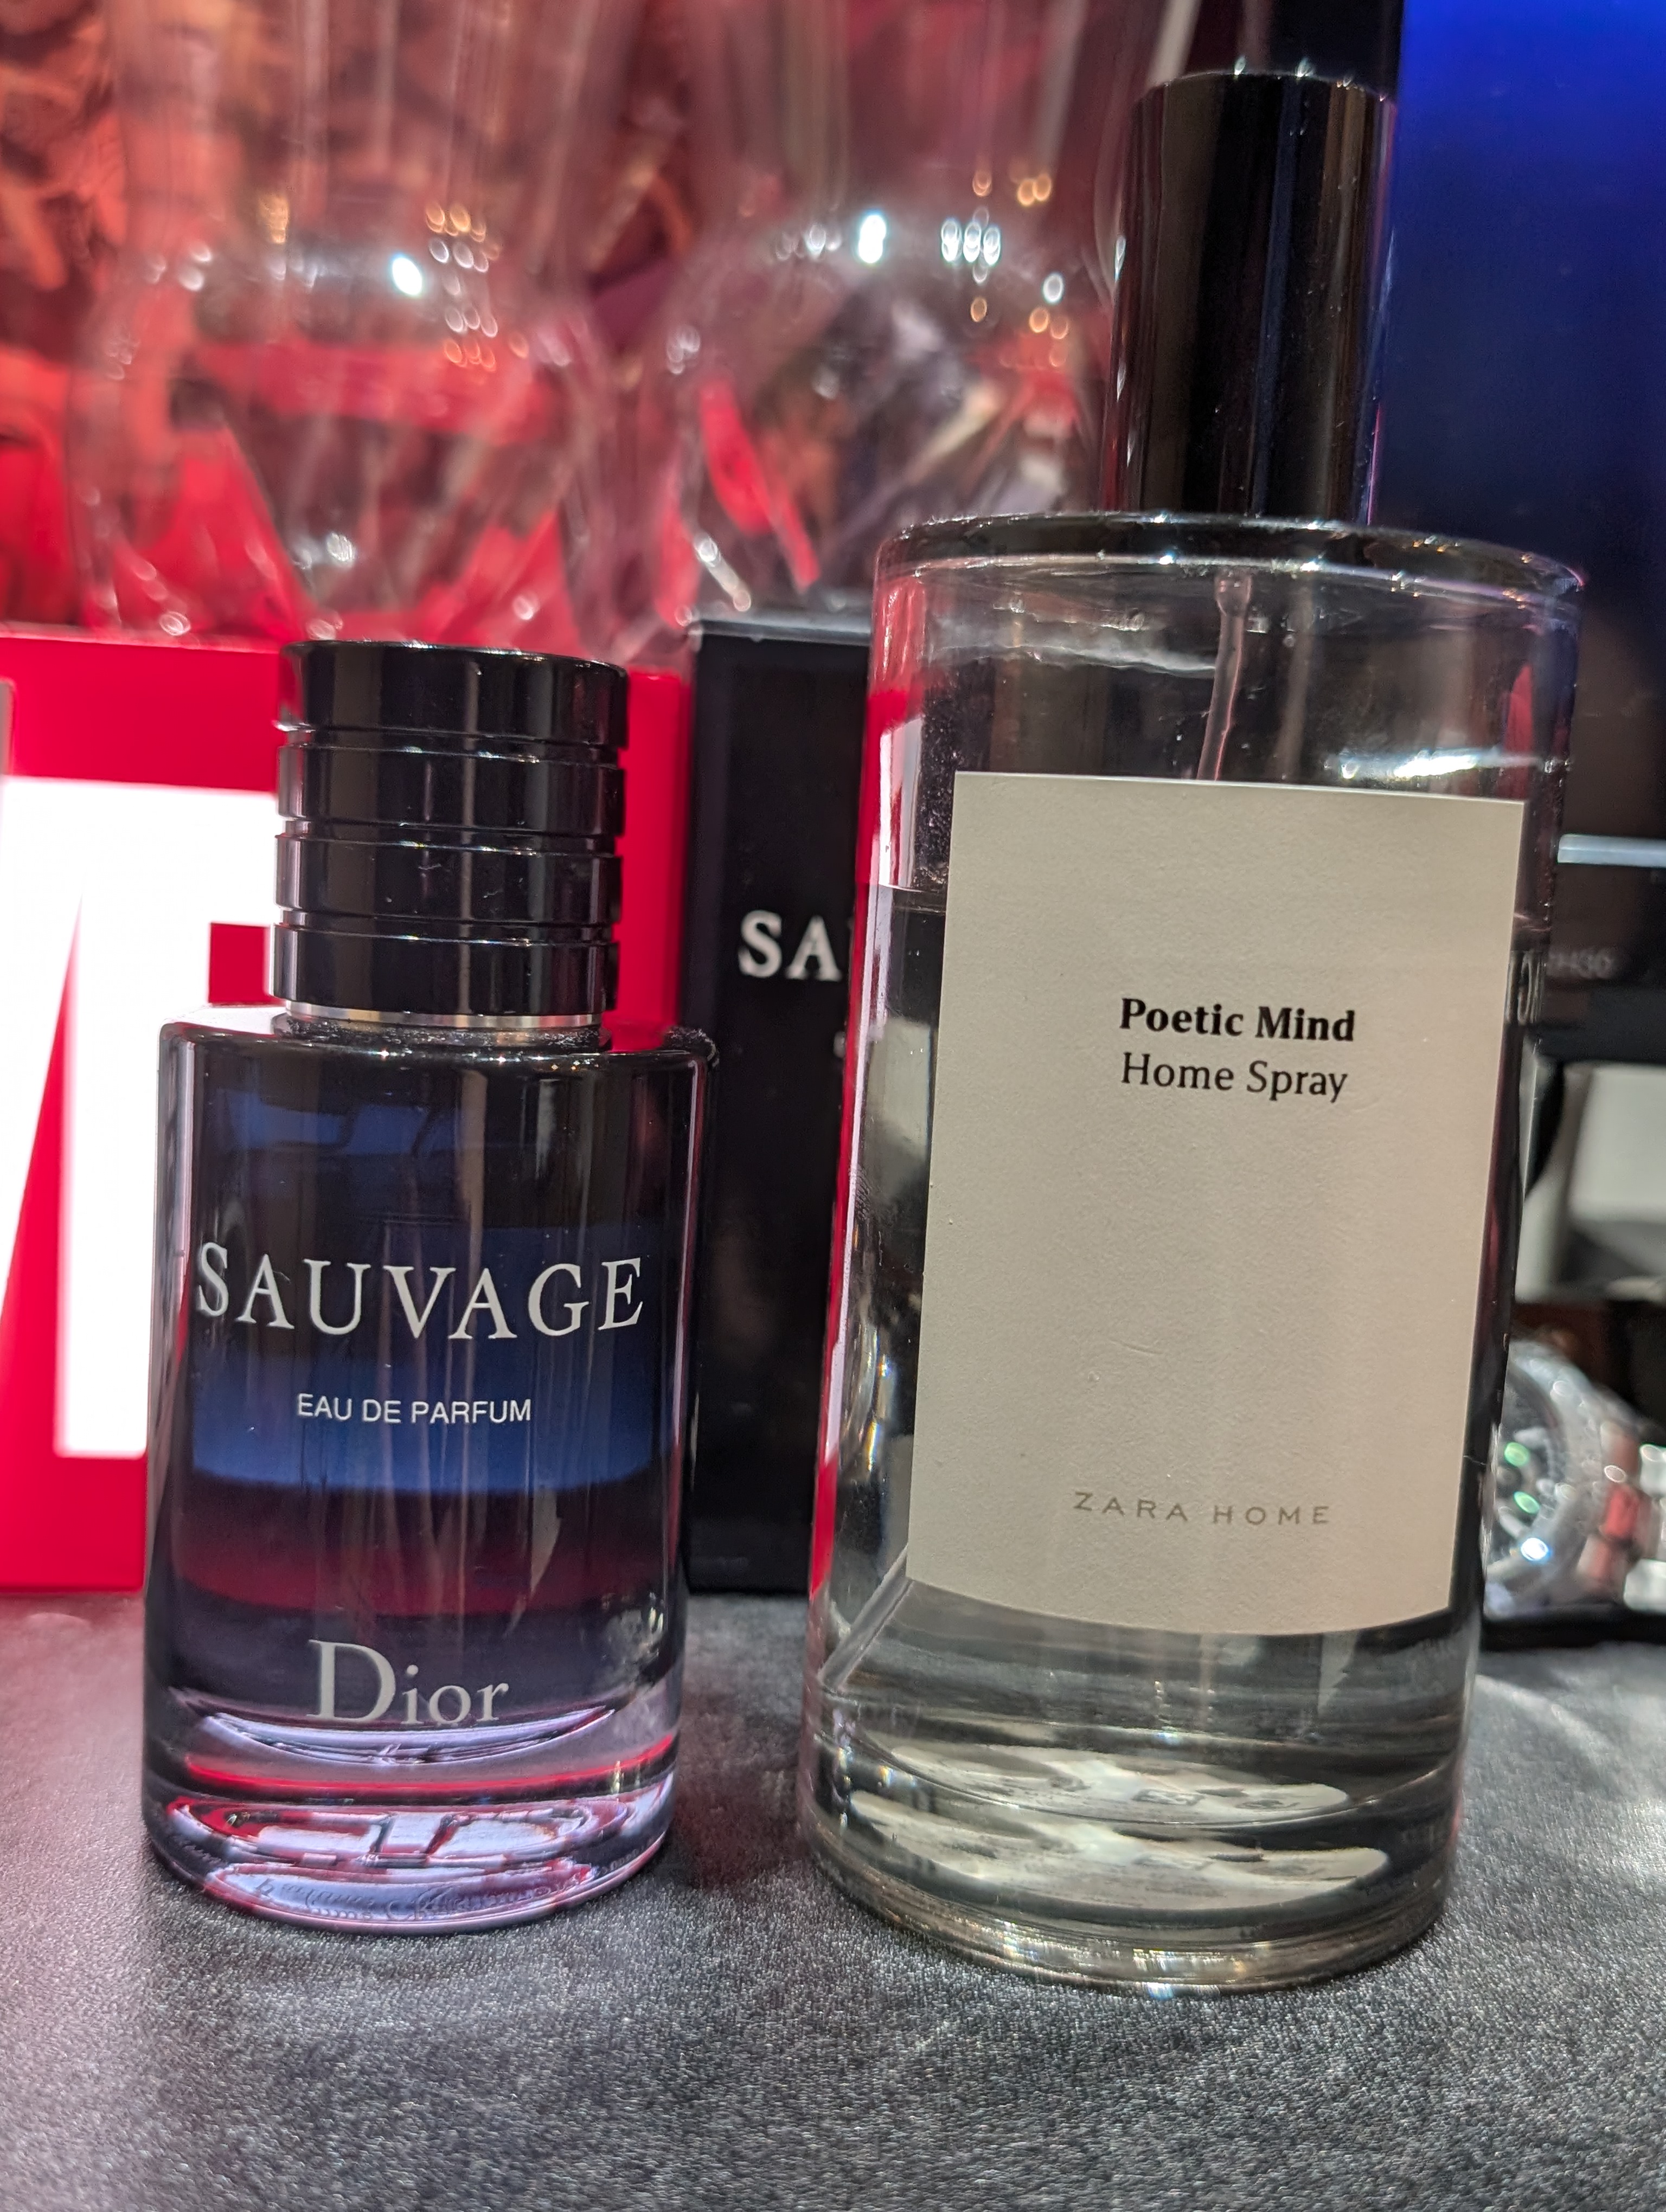 SAUVAGE
EAU DE PARFUM
Dior
SA
Poetic Mind
Home Spray
ZARA HOME